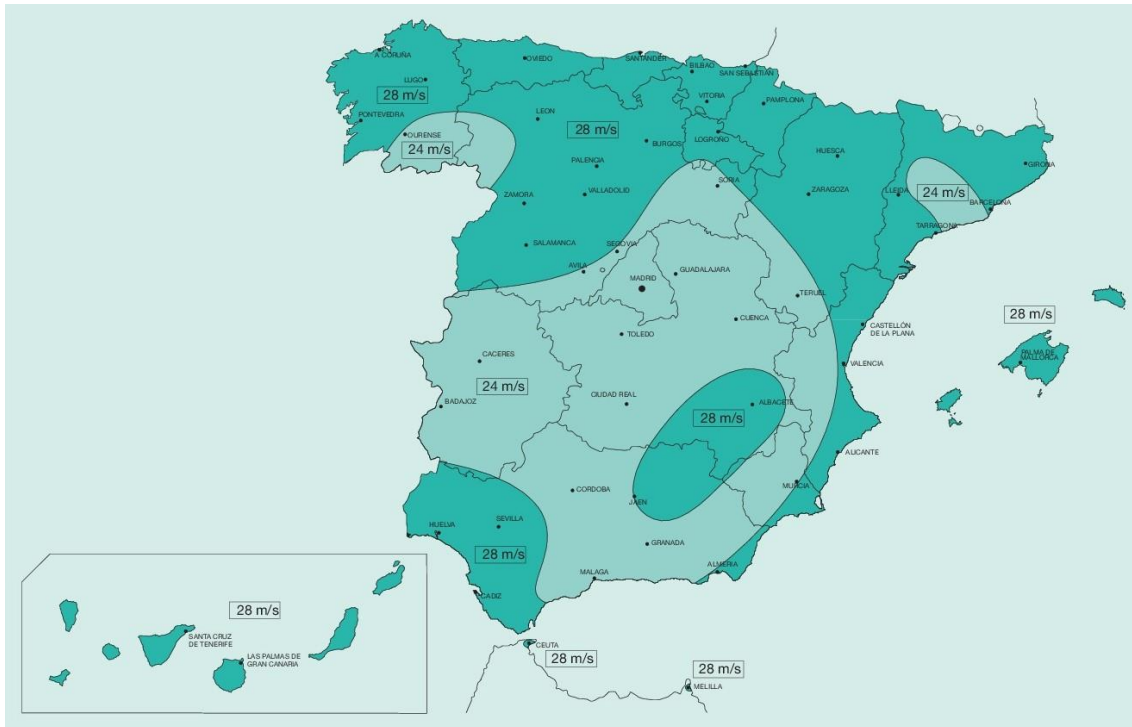 A CORUÑA
OVIEDO
SANTANDER
BILBAO
SAN SEBASTIAN
LUGO
28 m/s
VITORIA
PAMPLONA
PONTEVEDRA
LEON
28 m/s
OURENSE
24 m/s
BURGOS
LOGROÑO
HUESCA
GIRONA
PALENCIA
SORIA
ZAMORA
VALLADOLID
ZARAGOZA
LLEIDA
24 m/s
BARCELONA
TARRAGONA
SALAMANCA
SEGOVIA
AVILA
MADRID
GUADALAJARA
TERUEL
28 m/s
CUENCA
TOLEDO
CASTELLÓN
DE LA PLANA
CACERES
VALENCIA
PALMA DE
MALLORCA
24 m/s
BADAJOZ
CIUDAD REAL
ALBACETE
28 m/s
ALICANTE
CORDOBA
JAEN
MURCIA
HUELVA
SEVILLA
GRANADA
28 m/s
MALAGA
ALMERIA
CADIZ
28 m/s
SANTA CRUZ
DE TENERIFE
LAS PALMAS DE
GRAN CANARIA
CEUTA
28 m/s
28 m/s
MELILLA